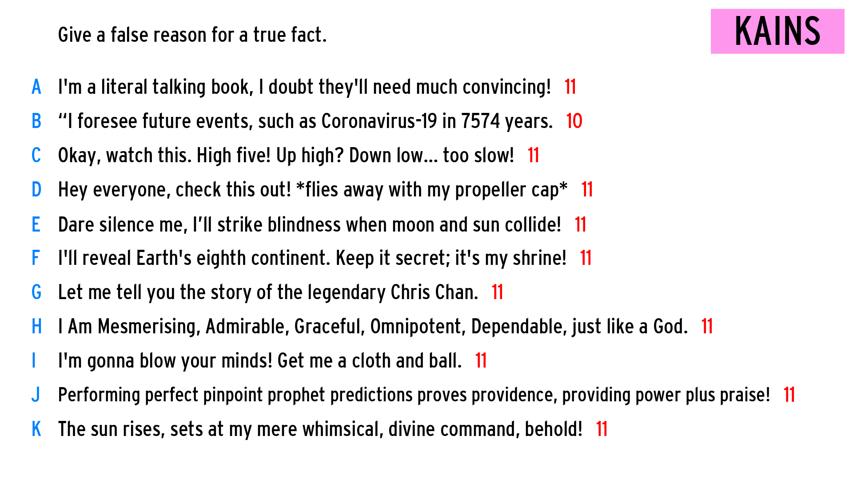 Give a false reason for a true fact.
KAINS
A I'm a literal talking book, I doubt they'll need much convincing! 11
B “I foresee future events, such as Coronavirus-19 in 7574 years. 10
C Okay, watch this. High five! Up high? Down low... too slow! 11
D Hey everyone, check this out! *flies away with my propeller cap* 11
E Dare silence me, I’ll strike blindness when moon and sun collide! 11
F I'll reveal Earth's eighth continent. Keep it secret; it's my shrine! 11
G Let me tell you the story of the legendary Chris Chan. 11
H I Am Mesmerising, Admirable, Graceful, Omnipotent, Dependable, just like a God. 11
I I'm gonna blow your minds! Get me a cloth and ball. 11
J Performing perfect pinpoint prophet predictions proves providence, providing power plus praise! 11
K The sun rises, sets at my mere whimsical, divine command, behold! 11